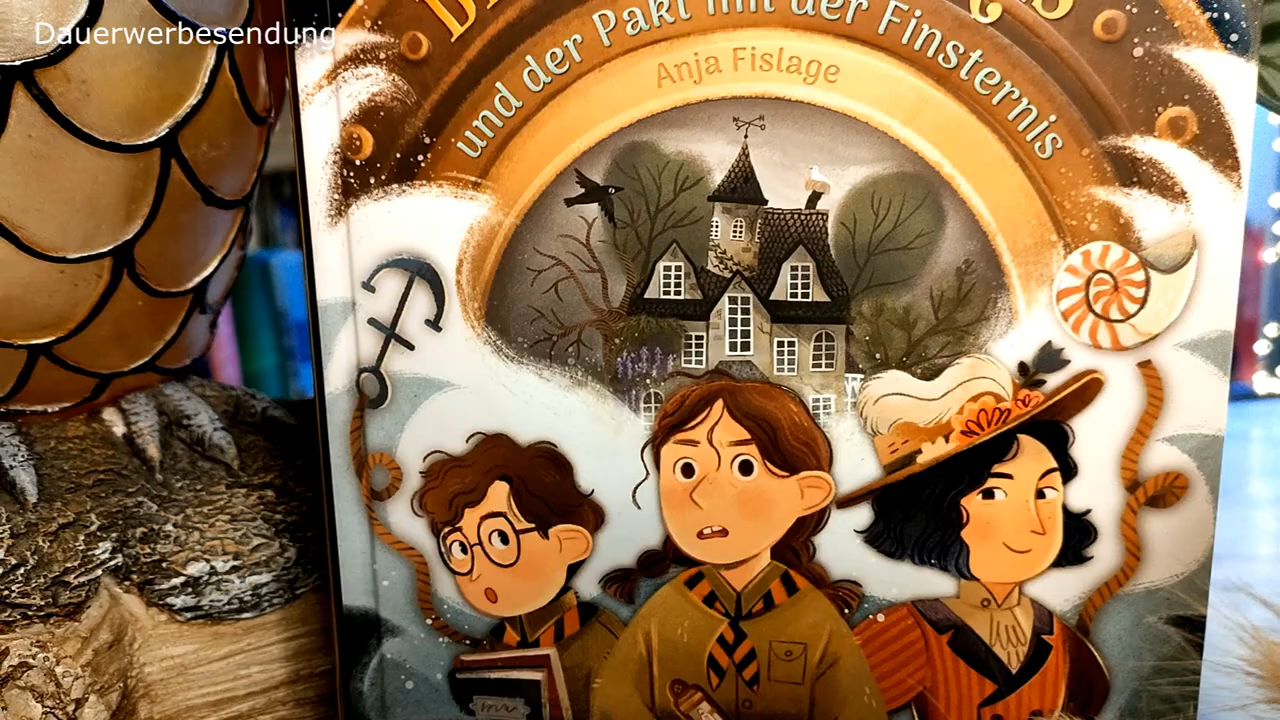 Dauerwerbesendung
und der Pakt mit der Finsternis
Anja Fislage